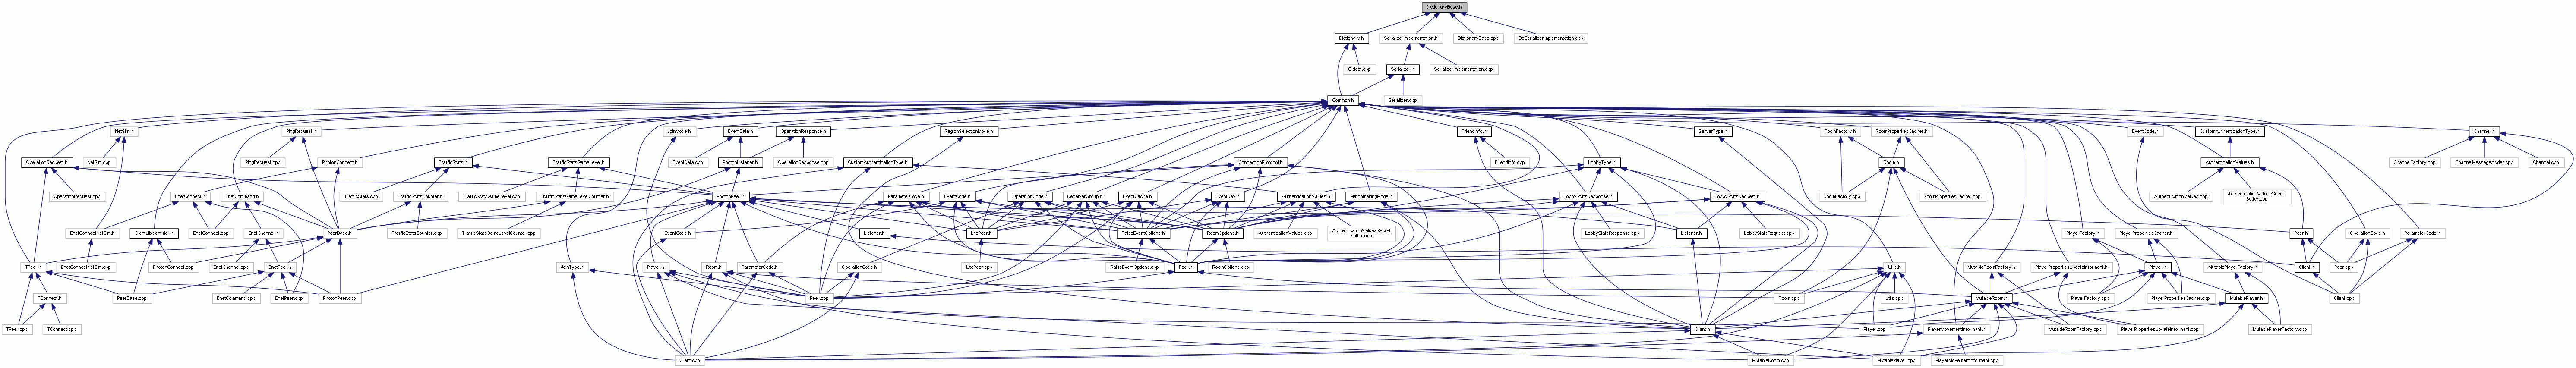 DictionaryBase.h
Dictionary.h
SerializerImplementation.h
DictionaryBase.cpp
DeSerializerImplementation.cpp
Object.cpp
Serializer.h
SerializerImplementation.cpp
Common.h
Serializer.cpp
NetSim.h
PingRequest.h
JoinMode.h
EventData.h
OperationResponse.h
RegionSelectionMode.h
FriendInfo.h
ServerType.h
RoomFactory.h
RoomPropertiesCacher.h
EventCode.h
CustomAuthenticationType.h
Channel.h
OperationRequest.h
NetSim.cpp
PingRequest.cpp
PhotonConnect.h
TrafficStats.h
TrafficStatsGameLevel.h
EventData.cpp
PhotonListener.h
OperationResponse.cpp
CustomAuthenticationType.h
ConnectionProtocol.h
FriendInfo.cpp
LobbyType.h
Room.h
AuthenticationValues.h
ChannelFactory.cpp
ChannelMessageAdder.cpp
Channel.cpp
OperationRequest.cpp
EnetConnect.h
EnetCommand.h
TrafficStats.cpp
TrafficStatsCounter.h
TrafficStatsGameLevel.cpp
TrafficStatsGameLevelCounter.h
PhotonPeer.h
ParameterCode.h
EventCode.h
OperationCode.h
ReceiverGroup.h
EventCache.h
EventKey.h
AuthenticationValues.h
MatchmakingMode.h
LobbyStatsResponse.h
LobbyStatsRequest.h
RoomFactory.cpp
RoomPropertiesCacher.cpp
AuthenticationValues.cpp
AuthenticationValuesSecret
Setter.cpp
EnetConnectNetSim.h
ClientLibIdentifier.h
EnetConnect.cpp
EnetChannel.h
PeerBase.h
TrafficStatsCounter.cpp
TrafficStatsGameLevelCounter.cpp
EventCode.h
Listener.h
LitePeer.h
RaiseEventOptions.h
RoomOptions.h
AuthenticationValues.cpp
AuthenticationValuesSecret
Setter.cpp
LobbyStatsResponse.cpp
Listener.h
LobbyStatsRequest.cpp
PlayerFactory.h
PlayerPropertiesCacher.h
Peer.h
OperationCode.h
ParameterCode.h
TPeer.h
EnetConnectNetSim.cpp
PhotonConnect.cpp
EnetChannel.cpp
EnetPeer.h
JoinType.h
Player.h
Room.h
ParameterCode.h
OperationCode.h
LitePeer.cpp
RaiseEventOptions.cpp
Peer.h
RoomOptions.cpp
Utils.h
MutableRoomFactory.h
PlayerPropertiesUpdateInformant.h
Player.h
MutablePlayerFactory.h
Client.h
Peer.cpp
TConnect.h
PeerBase.cpp
EnetCommand.cpp
EnetPeer.cpp
PhotonPeer.cpp
Peer.cpp
Room.cpp
Utils.cpp
MutableRoom.h
PlayerFactory.cpp
PlayerPropertiesCacher.cpp
MutablePlayer.h
Client.cpp
TPeer.cpp
TConnect.cpp
Client.h
Player.cpp
PlayerMovementInformant.h
MutableRoomFactory.cpp
PlayerPropertiesUpdateInformant.cpp
MutablePlayerFactory.cpp
Client.cpp
MutableRoom.cpp
MutablePlayer.cpp
PlayerMovementInformant.cpp